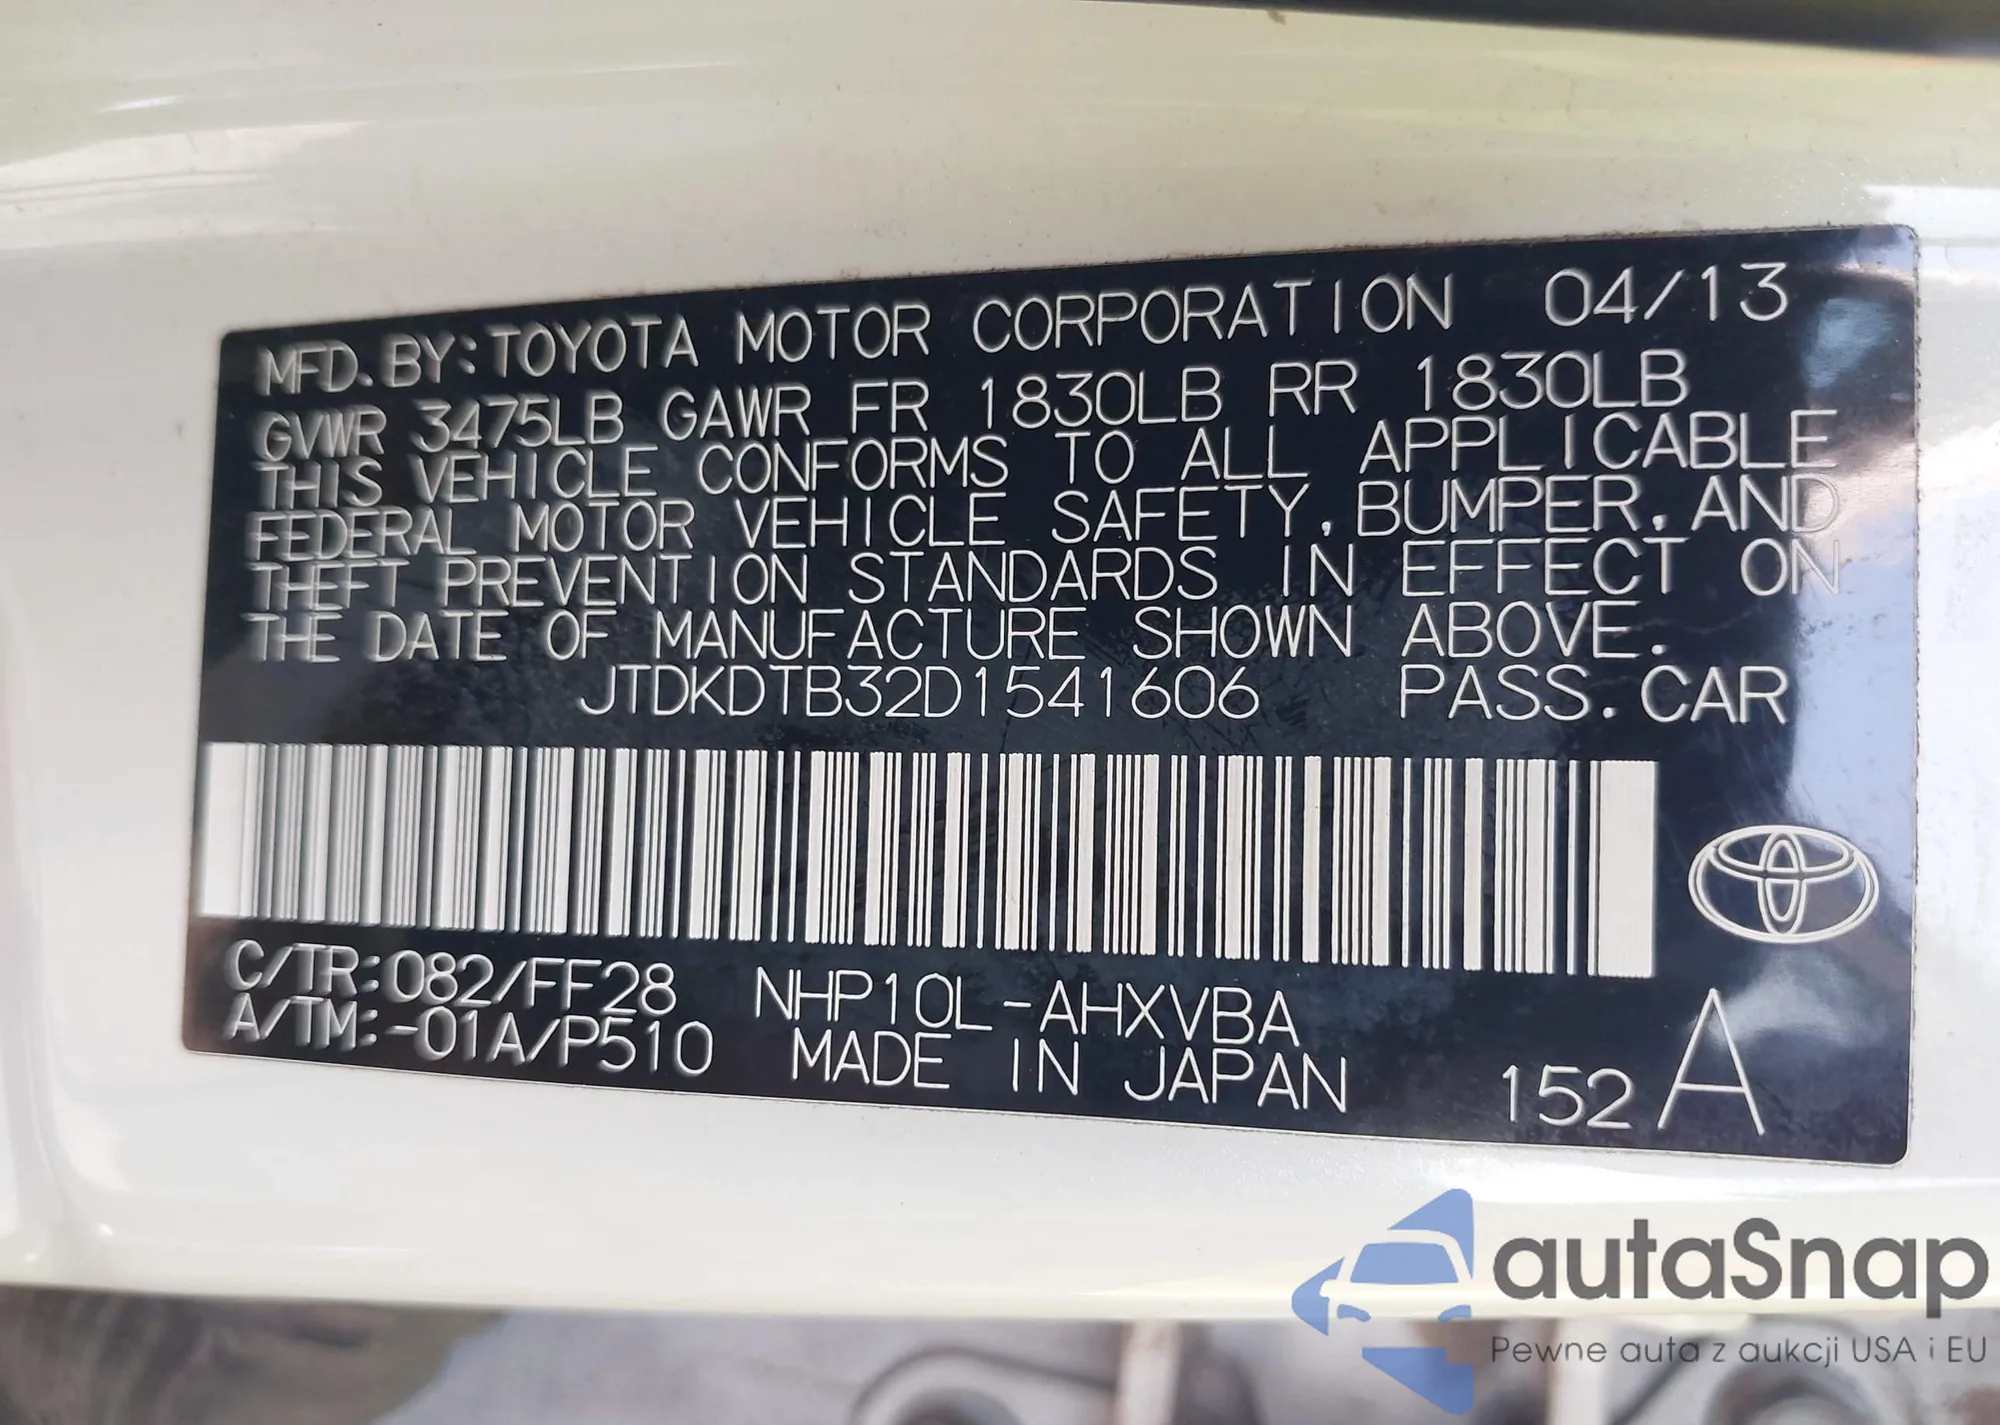 MFD.BY:TOYOTA MOTOR CORPORATION 04/13
GVWR 3475LB GAWR FR 1830LB RR 1830LB
THIS VEHICLE CONFORMS TO ALL APPLICABLE
FEDERAL MOTOR VEHICLE SAFETY,BUMPER,AND
THEFT PREVENTION STANDARDS IN EFFECT ON
THE DATE OF MANUFACTURE SHOWN ABOVE.
JTDKDTB32D1541606 PASS.CAR
C/TR:082/FF28 NHP10L-AHXVBA
A/TM:-01A/P510 MADE IN JAPAN 152 A
autaSnap
Pewne auta z aukcji USA i EU